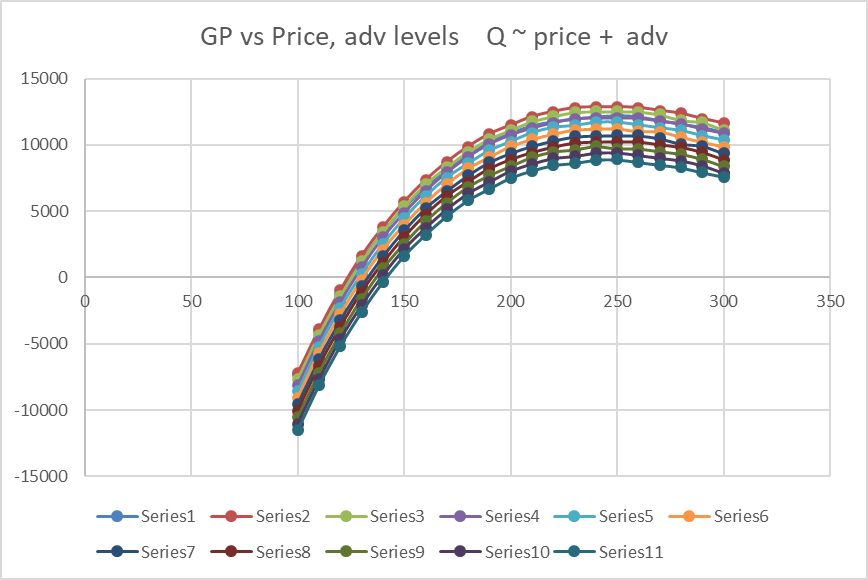 GP vs Price, adv levels    Q ~ price +  adv
15000
10000
5000
0
-5000
-10000
-15000
0 50 100 150 200 250 300 350
Series1 Series2 Series3 Series4 Series5 Series6
Series7 Series8 Series9 Series10 Series11